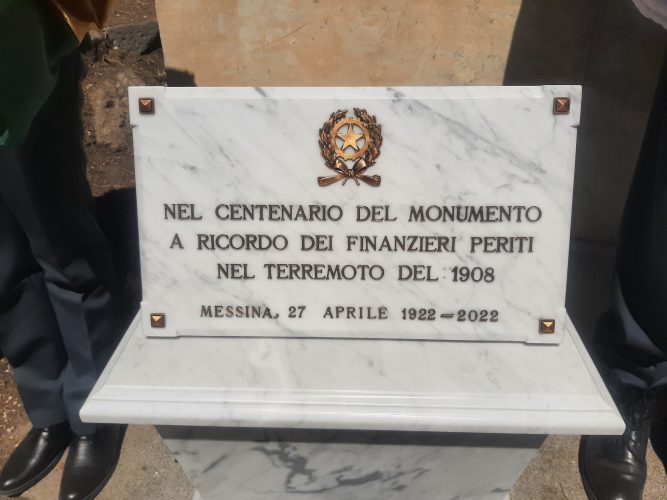 NEL CENTENARIO DEL MONUMENTO
A RICORDO DEI FINANZIERI PERITI
NEL TERREMOTO DEL 1908
MESSINA, 27 APRILE 1922-2022